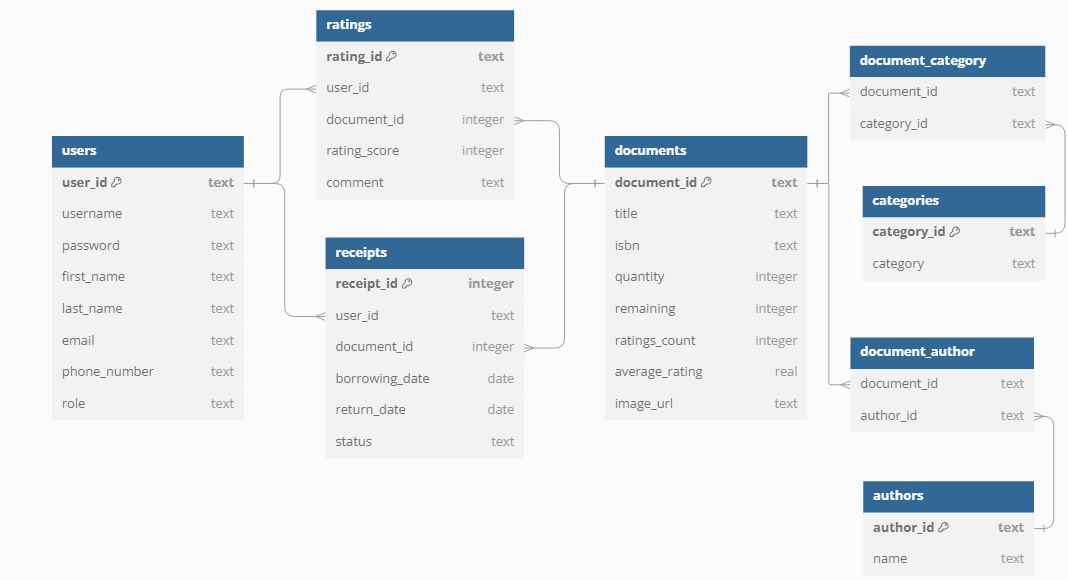 ratings
rating_id text
user_id text
document_id integer
rating_score integer
comment text
users
user_id text
username text
password text
first_name text
last_name text
email text
phone_number text
role text
receipts
receipt_id integer
user_id text
document_id integer
borrowing_date date
return_date date
status text
documents
document_id text
title text
isbn text
quantity integer
remaining integer
ratings_count integer
average_rating real
image_url text
document_category
document_id text
category_id text
categories
category_id text
category text
document_author
document_id text
author_id text
authors
author_id text
name text